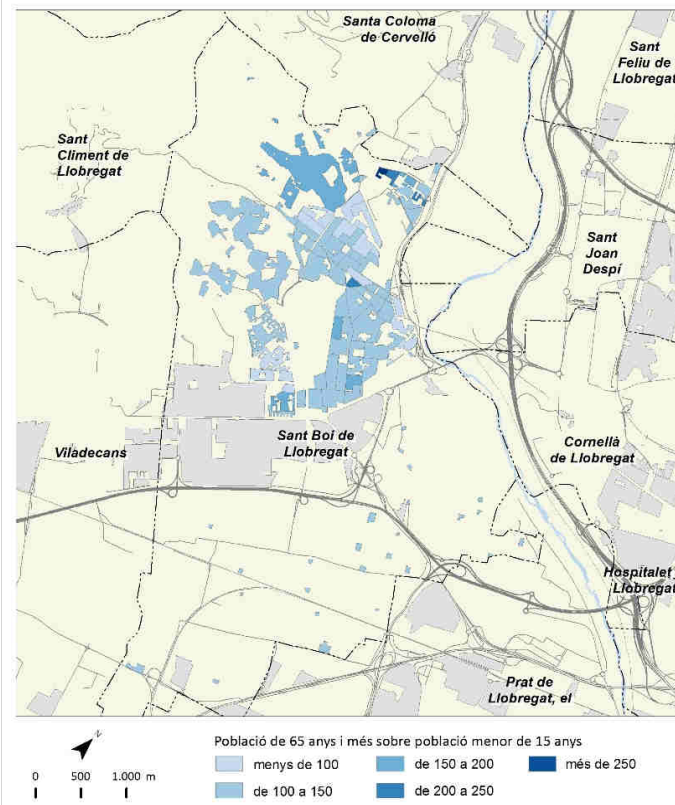 Santa Coloma
de Cervelló
Sant
Feliu de
Llobregat
Sant
Climent de
Llobregat
Sant
Joan
Despí
Sant Boi de
Llobregat
Viladecans
Cornellà
de Llobregat
Hospitalet
Llobregat
Prat de
Llobregat, el
N
0 500 1.000 m
Població de 65 anys i més sobre població menor de 15 anys
menys de 100
de 150 a 200
més de 250
de 100 a 150
de 200 a 250